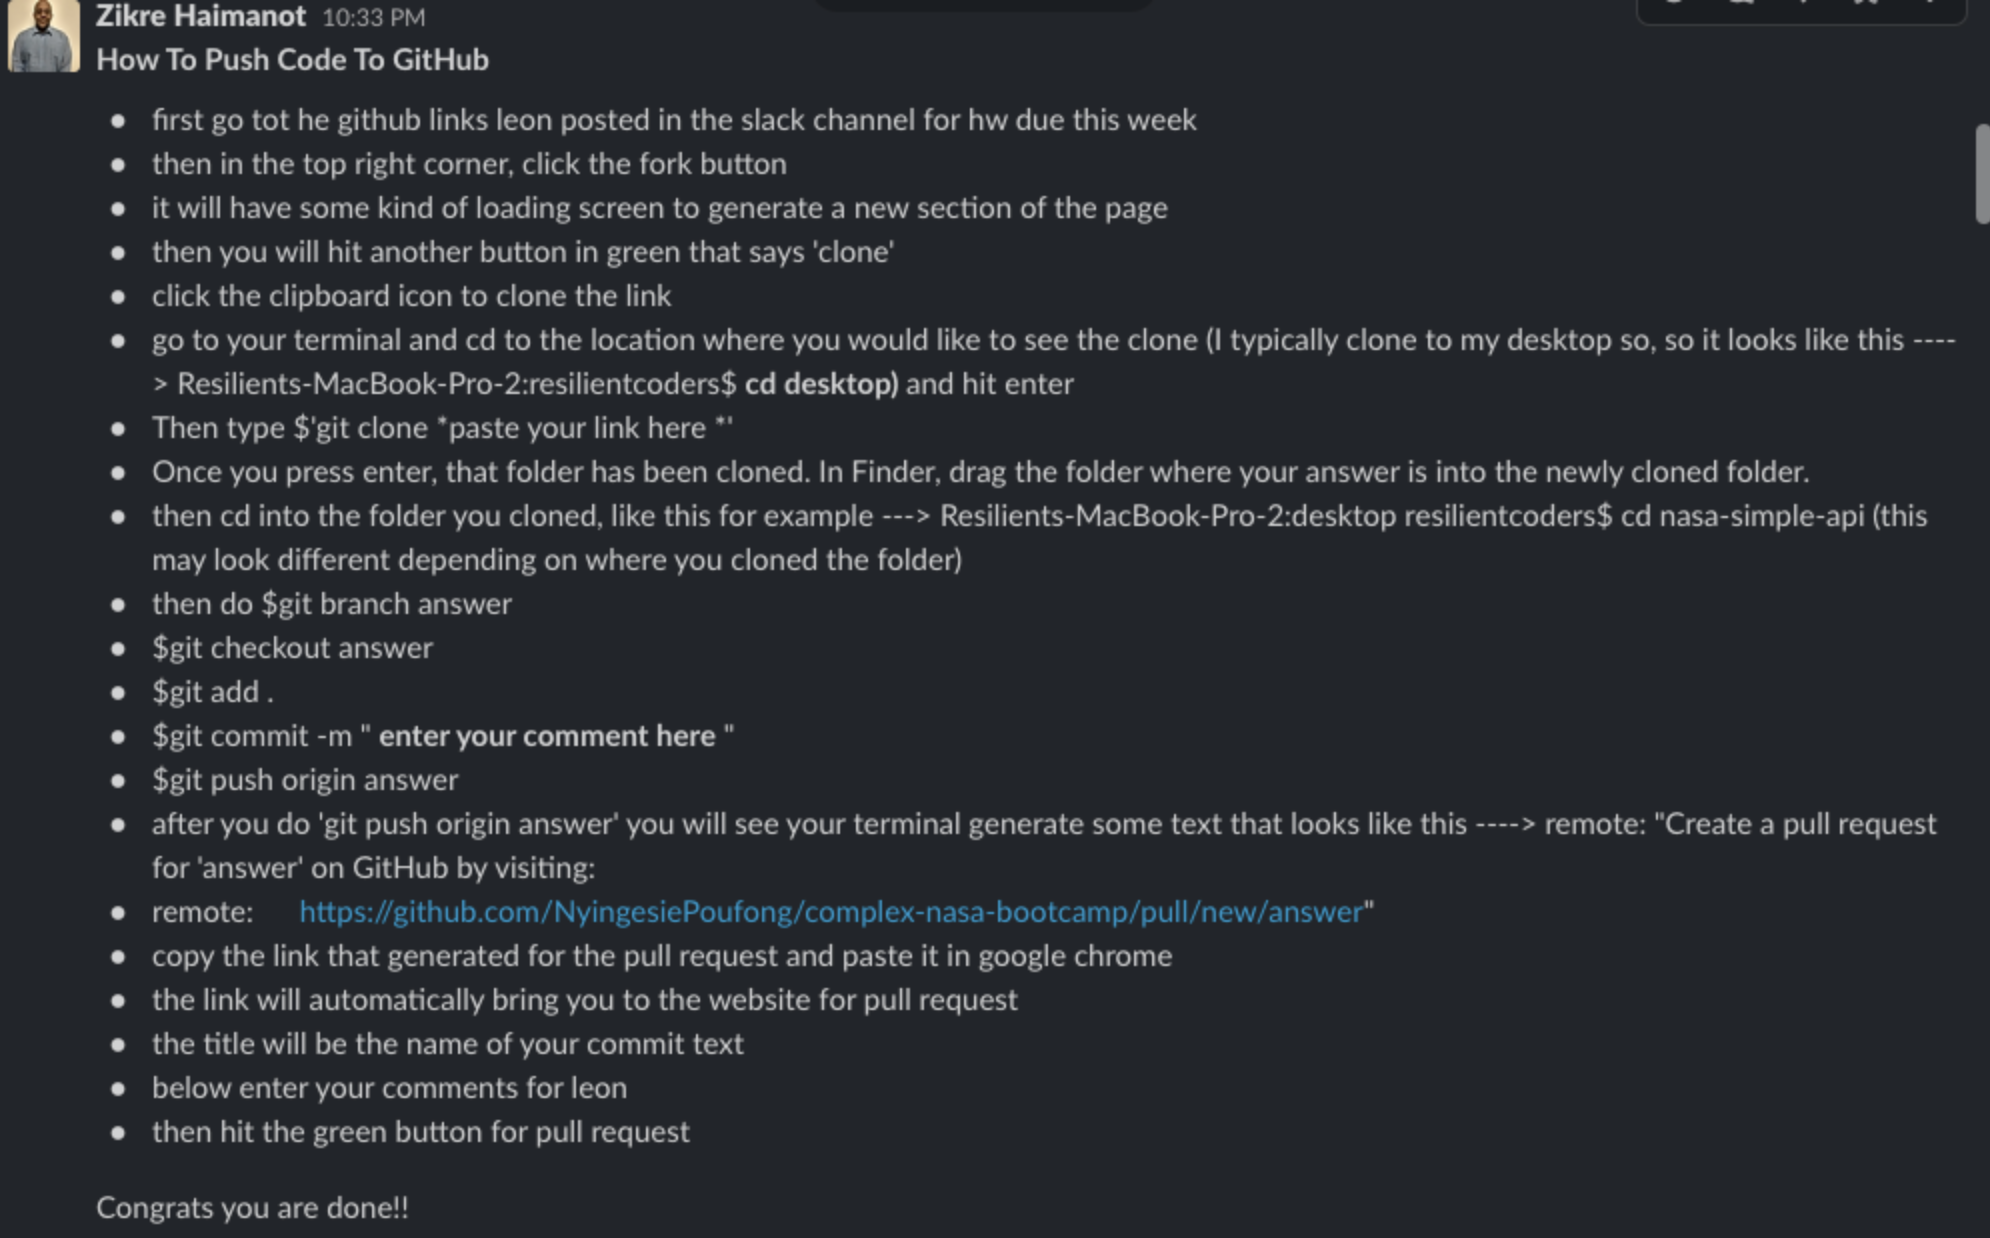 Zikre Haimanot 10:33 PM
How To Push Code To GitHub
• first go tot he github links leon posted in the slack channel for hw due this week
• then in the top right corner, click the fork button
• it will have some kind of loading screen to generate a new section of the page
• then you will hit another button in green that says 'clone'
• click the clipboard icon to clone the link
• go to your terminal and cd to the location where you would like to see the clone (I typically clone to my desktop so, so it looks like this ----
> Resilients-MacBook-Pro-2:resilientcoders$ cd desktop) and hit enter
• Then type $'git clone *paste your link here *'
• Once you press enter, that folder has been cloned. In Finder, drag the folder where your answer is into the newly cloned folder.
• then cd into the folder you cloned, like this for example ---> Resilients-MacBook-Pro-2:desktop resilientcoders$ cd nasa-simple-api (this
may look different depending on where you cloned the folder)
• then do $git branch answer
• $git checkout answer
• $git add .
• $git commit -m " enter your comment here "
• $git push origin answer
• after you do 'git push origin answer' you will see your terminal generate some text that looks like this ----> remote: "Create a pull request
for 'answer' on GitHub by visiting:
• remote: https://github.com/NyingesiePoufong/complex-nasa-bootcamp/pull/new/answer"
• copy the link that generated for the pull request and paste it in google chrome
• the link will automatically bring you to the website for pull request
• the title will be the name of your commit text
• below enter your comments for leon
• then hit the green button for pull request
Congrats you are done!!